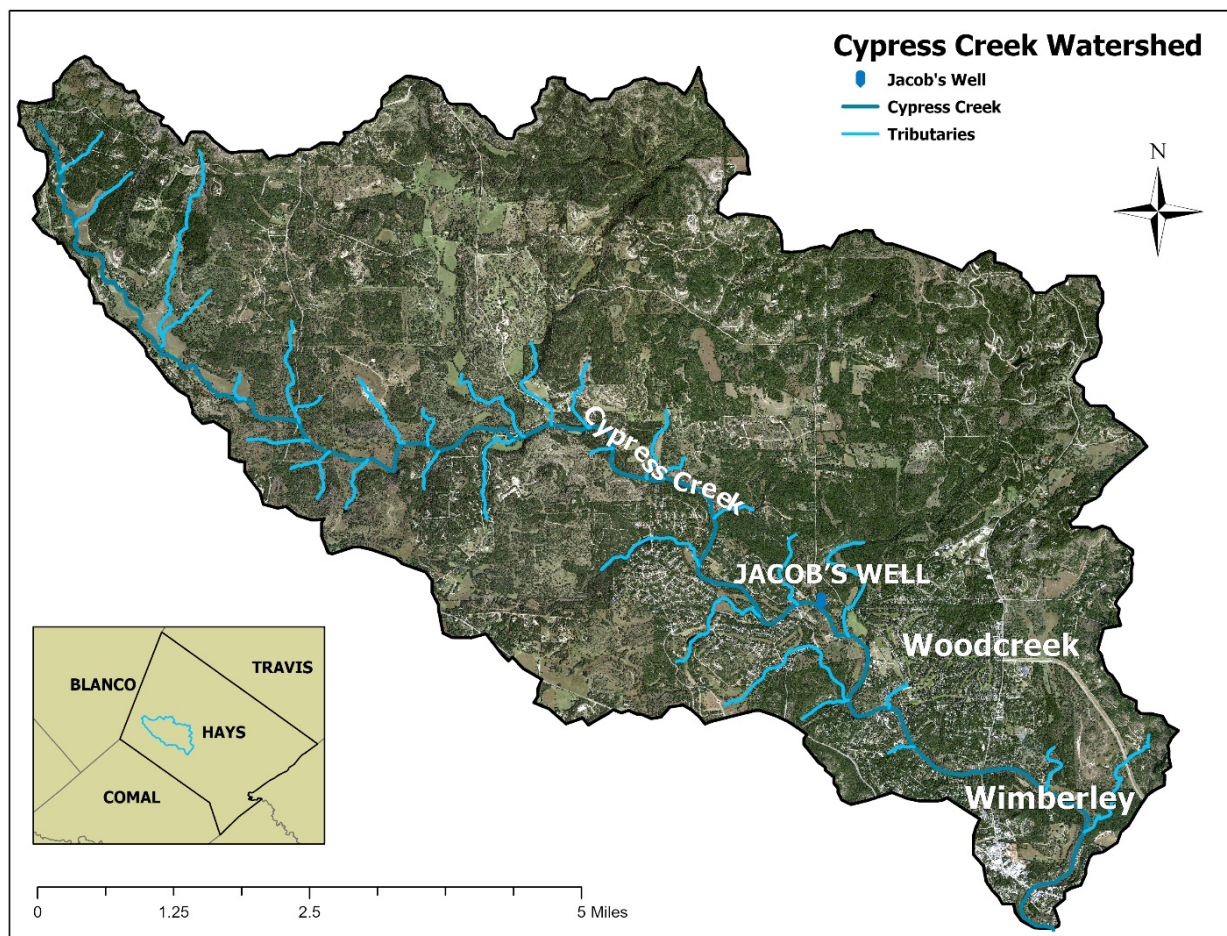 Cypress Creek Watershed
Jacob's Well
Cypress Creek
Tributaries
N
Cypress Creek
JACOB'S WELL
Woodcreek
Wimberley
TRAVIS
BLANCO
HAYS
COMAL
0 1.25 2.5 5 Miles